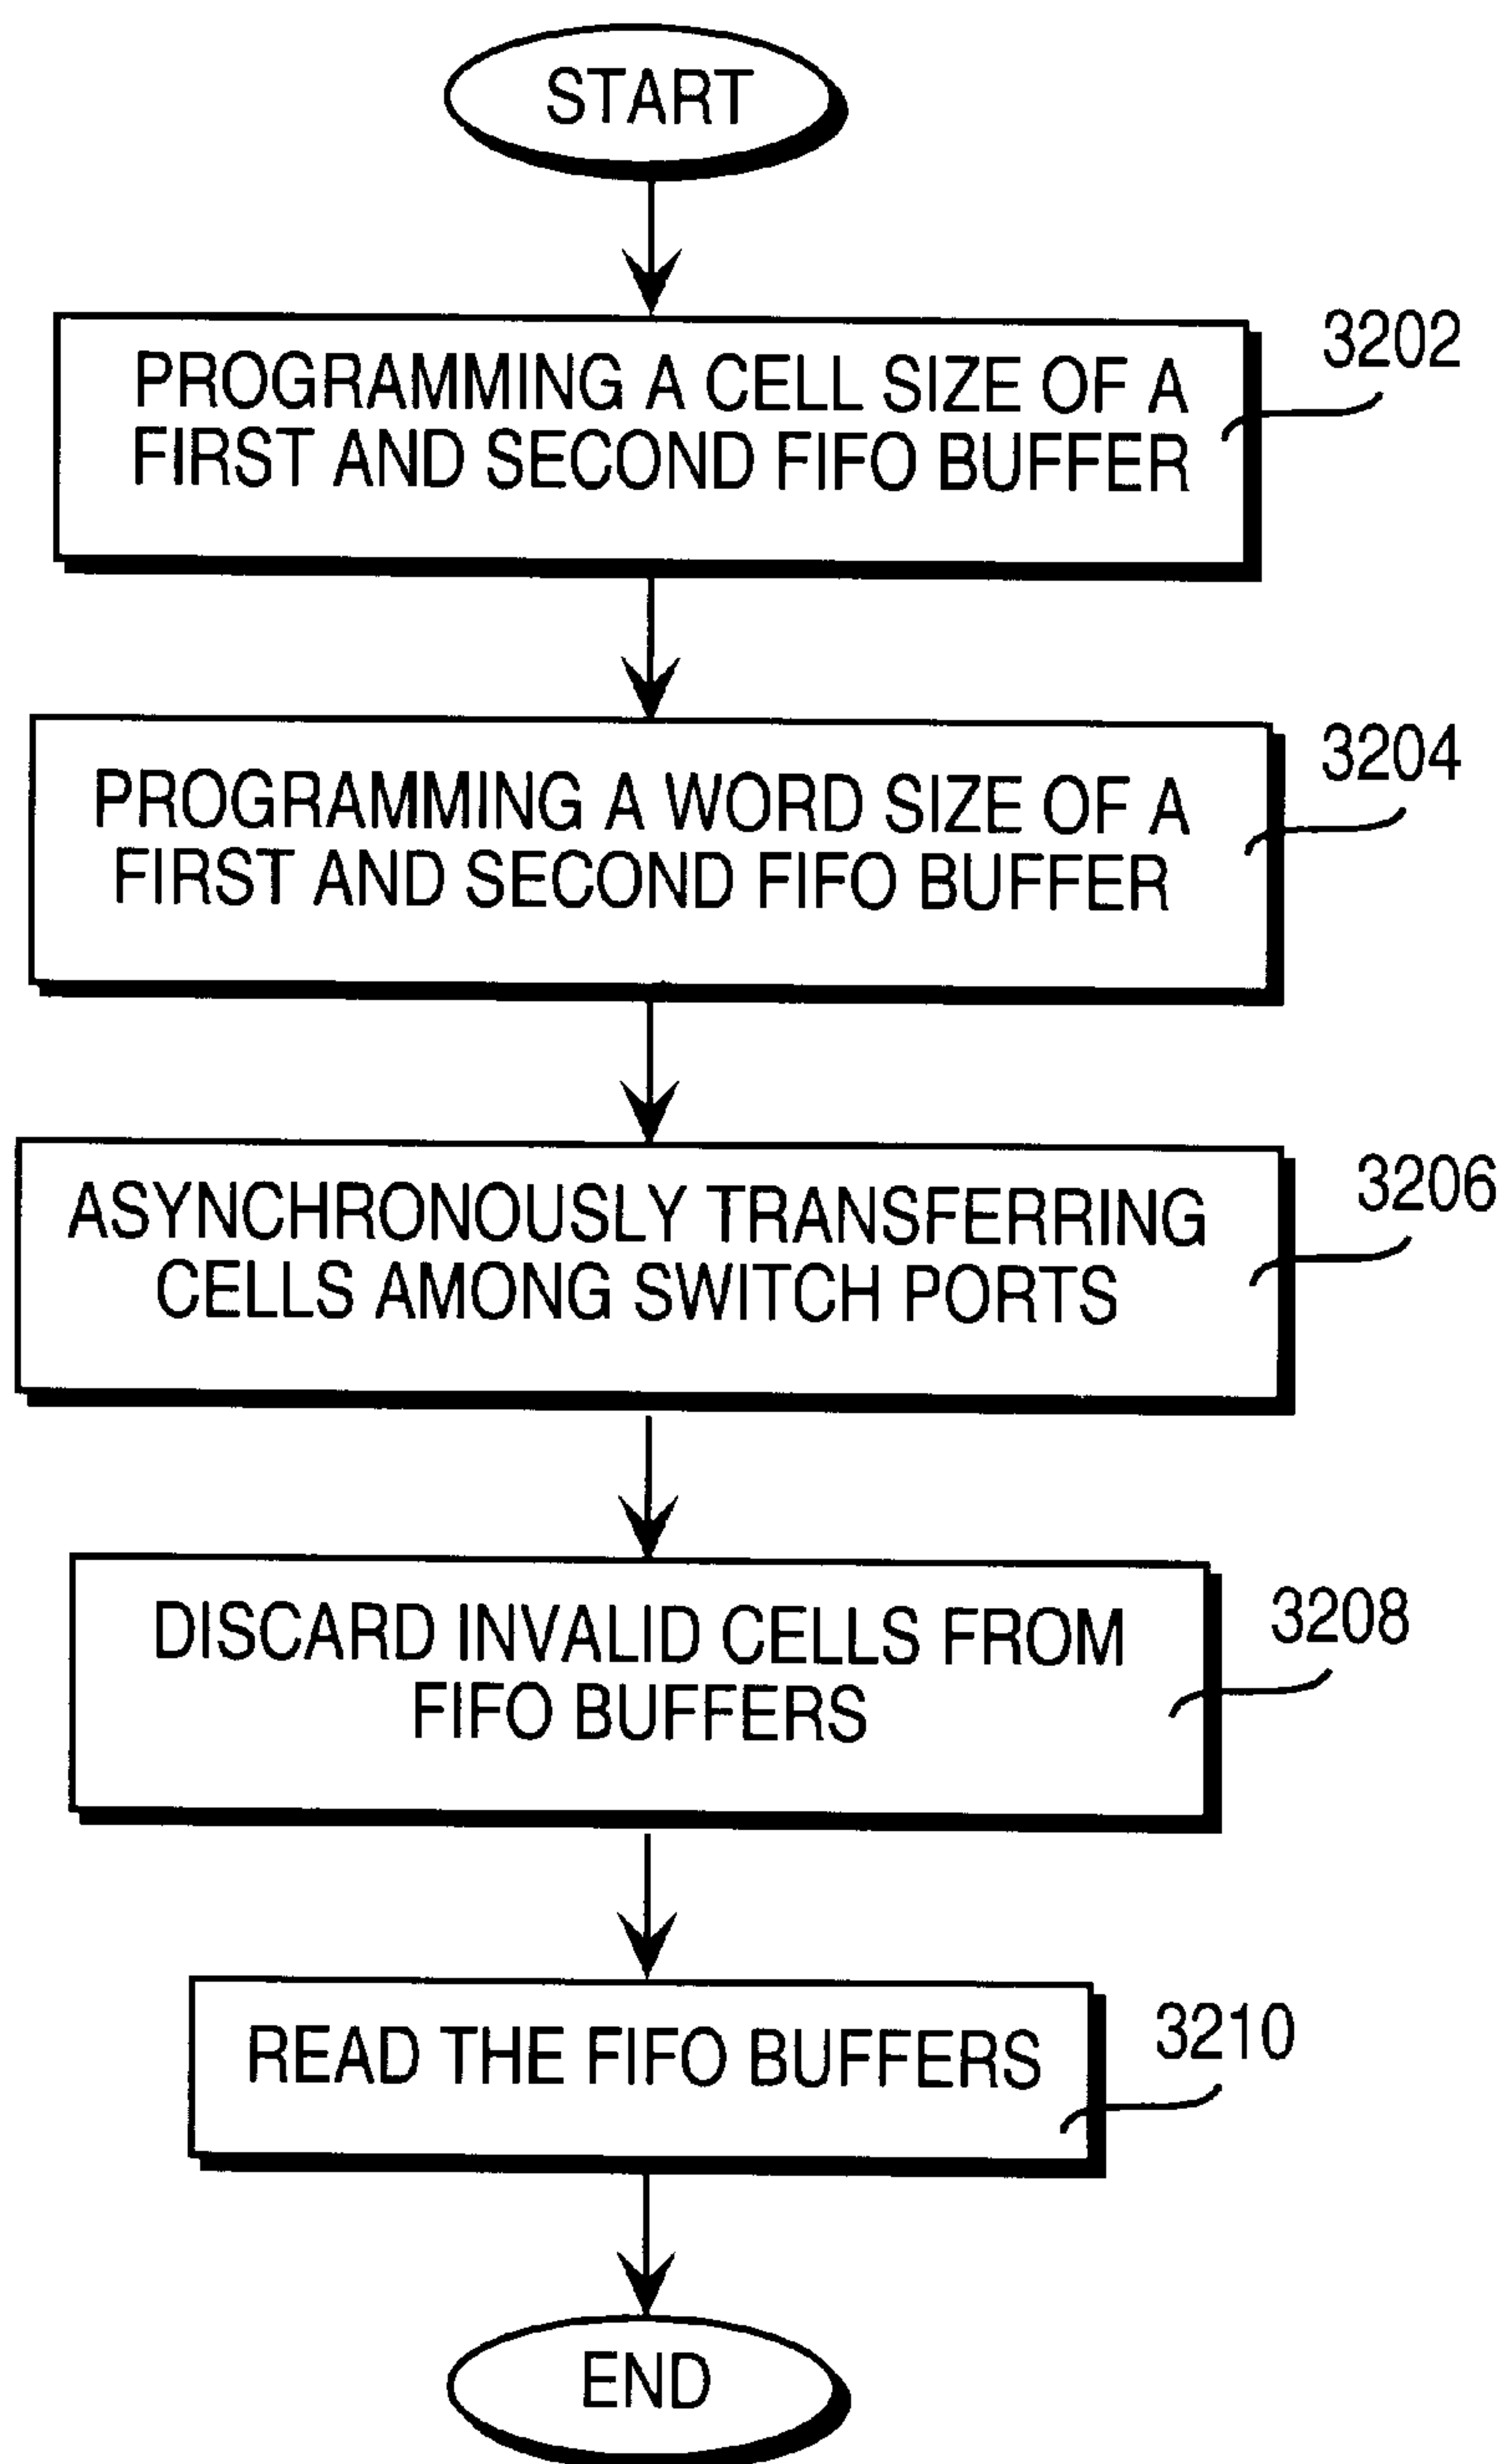 START
PROGRAMMING A CELL SIZE OF A
FIRST AND SECOND FIFO BUFFER
3202
PROGRAMMING A WORD SIZE OF A
FIRST AND SECOND FIFO BUFFER
3204
ASYNCHRONOUSLY TRANSFERRING
CELLS AMONG SWITCH PORTS
3206
DISCARD INVALID CELLS FROM
FIFO BUFFERS
3208
READ THE FIFO BUFFERS
3210
END